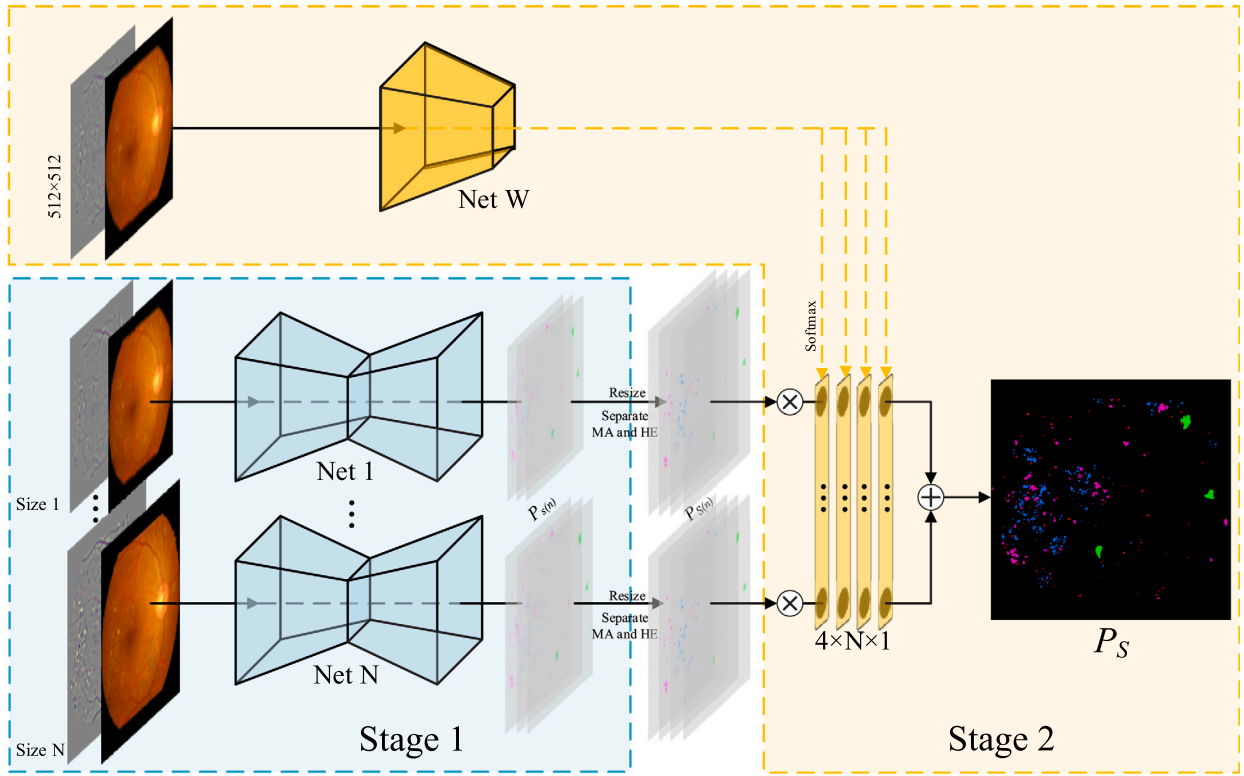 512×512
Net W
Softmax
Size 1
Net 1
P_s(n)
Resize
Separate
MA and HE
P_S(n)
Size N
Net N
Resize
Separate
MA and HE
4×N×1
P_S
Stage 1
Stage 2